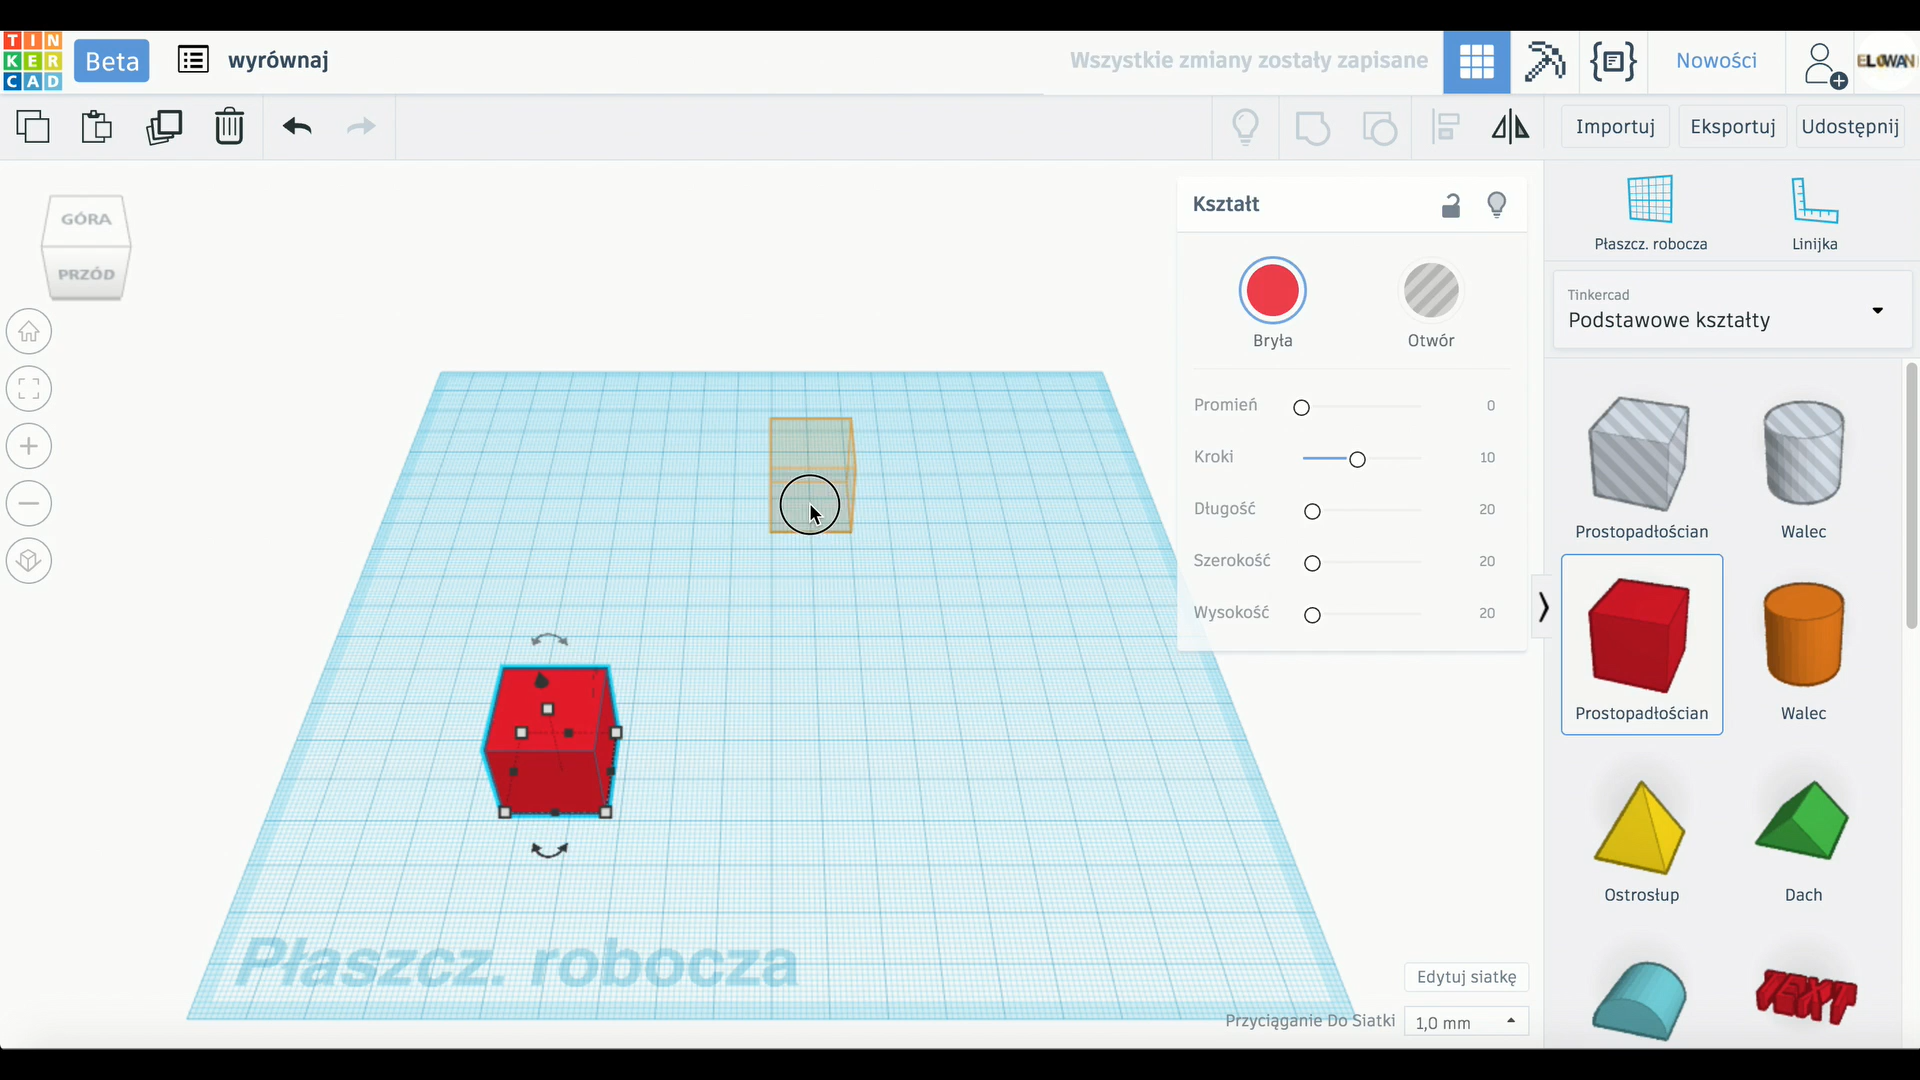 TIN
KER
CAD
Beta
wyrównaj
Wszystkie zmiany zostały zapisane
Nowości
ELOWAN
Importuj
Eksportuj
Udostępnij
GÓRA
PRZÓD
Kształt
Bryła
Otwór
Promień
0
Kroki
10
Długość
20
Szerokość
20
Wysokość
20
Płaszcz. robocza
Linijka
Tinkercad
Podstawowe kształty
Prostopadłościan
Walec
Prostopadłościan
Walec
Ostrosłup
Dach
TEXT
Płaszcz. robocza
Edytuj siatkę
Przyciąganie Do Siatki
1,0 mm